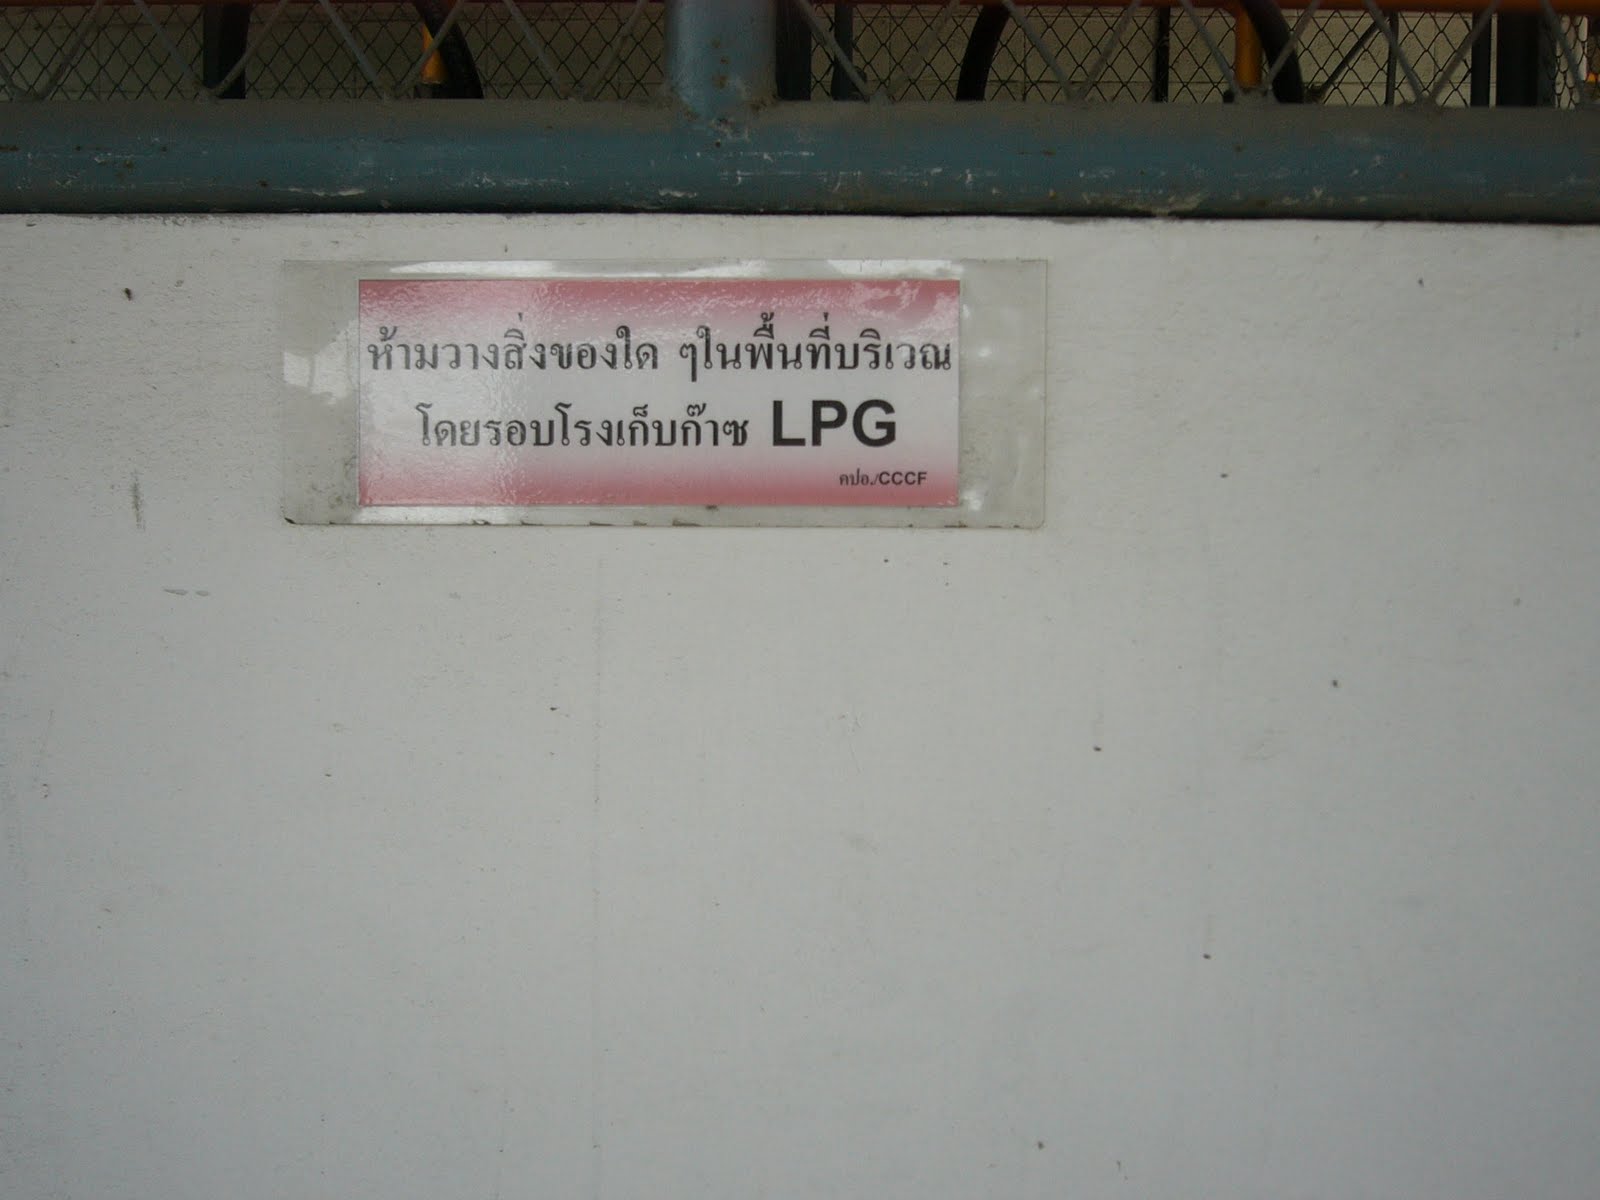 ห้ามวางสิ่งของใด ๆในพื้นที่บริเวณ
โดยรอบโรงเก็บก๊าซ LPG
คปอ./CCCF